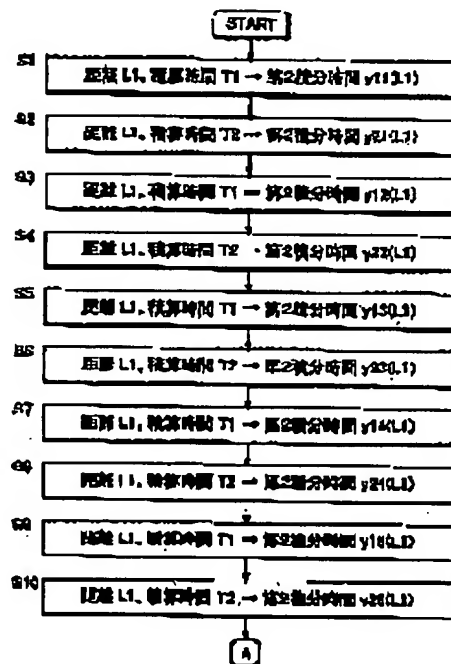 START
S1
距離 L1、積算時間 T1 → 第2積分時間 y11(L1)
距離 L1、積算時間 T2 → 第2積分時間 y21(L1)
距離 L1、積算時間 T1 → 第2積分時間 y12(L1)
S4
距離 L1、積算時間 T2 → 第2積分時間 y22(L1)
S5
距離 L1、積算時間 T1 → 第2積分時間 y13(L1)
距離 L1、積算時間 T2 → 第2積分時間 y23(L1)
S7
距離 L1、積算時間 T1 → 第2積分時間 y14(L1)
距離 L1、積算時間 T2 → 第2積分時間 y24(L1)
距離 L1、積算時間 T1 → 第2積分時間 y15(L1)
S10
距離 L1、積算時間 T2 → 第2積分時間 y25(L1)
A